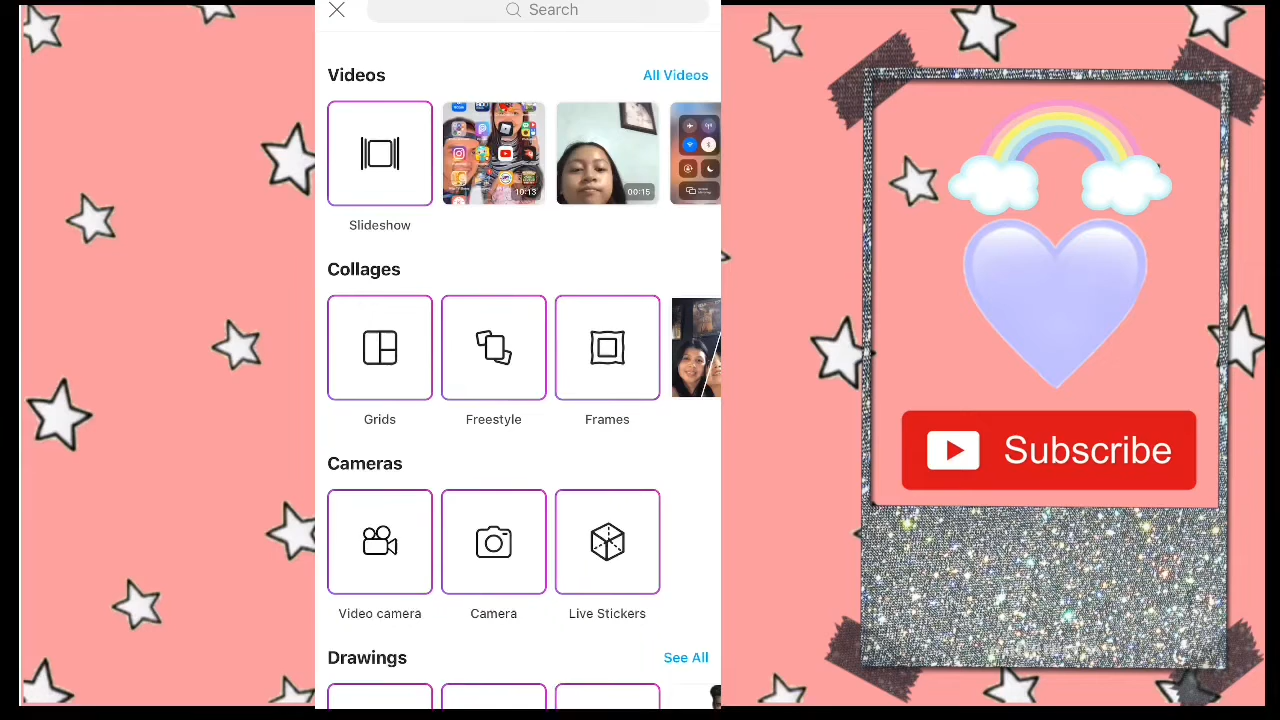 Search
Videos
All Videos
10:13
00:15
Slideshow
Collages
Grids
Freestyle
Frames
Cameras
Video camera
Camera
Live Stickers
Drawings
See All
Subscribe